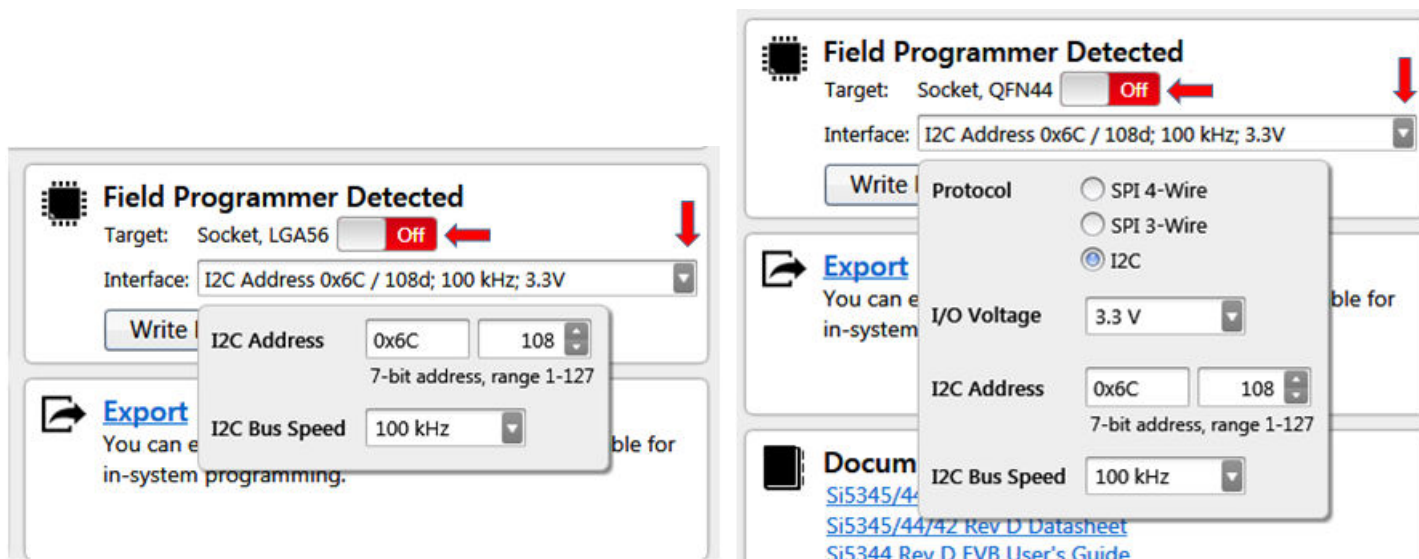 Field Programmer Detected
Target: Socket, LGA56 Off
Interface: I2C Address 0x6C / 108d; 100 kHz; 3.3V
Write
I2C Address 0x6C 108
7-bit address, range 1-127
I2C Bus Speed 100 kHz
Export
You can e ble for
in-system programming.
Field Programmer Detected
Target: Socket, QFN44 Off
Interface: I2C Address 0x6C / 108d; 100 kHz; 3.3V
Write
Protocol SPI 4-Wire
SPI 3-Wire
I2C
I/O Voltage 3.3 V
I2C Address 0x6C 108
7-bit address, range 1-127
I2C Bus Speed 100 kHz
Export
You can e ble for
in-system
Docum
Si5345/44
Si5345/44/42 Rev D Datasheet
Si5344 Rev D EVB User's Guide